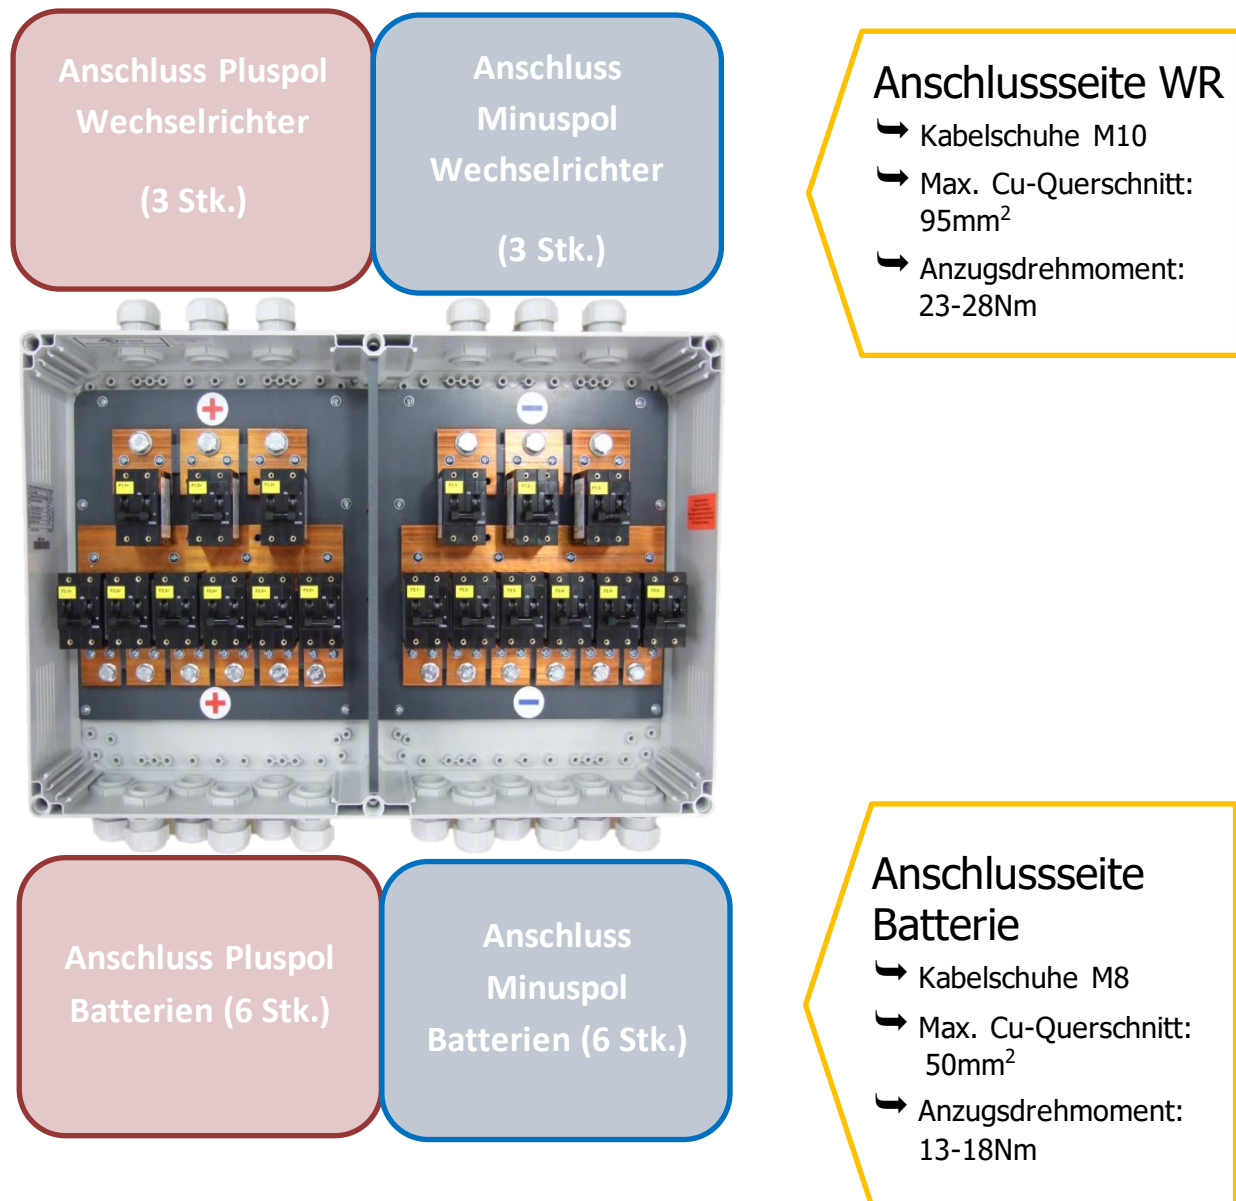 Anschluss Pluspol
Wechselrichter
(3 Stk.)
Anschluss
Minuspol
Wechselrichter
(3 Stk.)
Anschlussseite WR
Kabelschuhe M10
Max. Cu-Querschnitt:
95mm²
Anzugsdrehmoment:
23-28Nm
Anschluss Pluspol
Batterien (6 Stk.)
Anschluss
Minuspol
Batterien (6 Stk.)
Anschlussseite
Batterie
Kabelschuhe M8
Max. Cu-Querschnitt:
50mm²
Anzugsdrehmoment:
13-18Nm